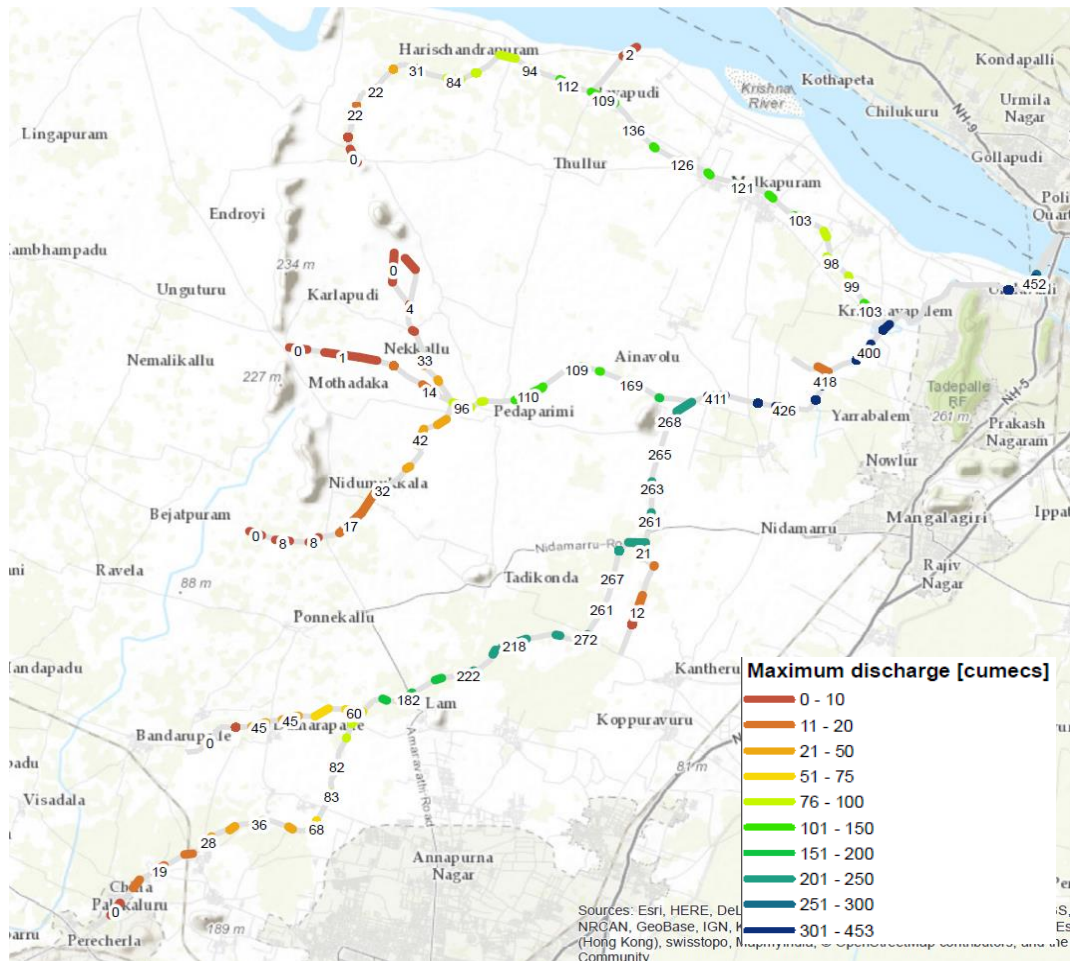 Harischandrapuram
Kondapalli
Kothapeta
Krishna
River
Chilukuru
NH-9
Urmila
Nagar
Gollapudi
Lingapuram
31
84
94
112
2
109
22
22
0
136
126
Thullur
121
Malkapuram
103
98
99
103
452
400
418
Endroyi
234 m
Unguturu
Karlapudi
0
4
Nekkallu
33
0
1
Nemalikallu
Mothadaka
227 m
14
96
110
109
Pedaparimi
Ainavolu
169
268
411
426
Yarrabalem
Tadepalle
RF
261 m
NH-5
Prakash
Nagaram
Nowlur
42
265
263
261
32
17
Bejatpuram
0
8
8
Nidamarru
Mangalagiri
Rajiv
Nagar
21
267
261
12
Tadikonda
Ravela
88 m
Ponnekallu
272
218
222
182
Lam
60
45
45
Bandarupalle
0
Koppuravuru
81 m
82
83
68
36
28
19
0
Amaravathi Road
Visadala
Annapurna
Nagar
189 m
Perecherla
Maximum discharge [cumecs]
0 - 10
11 - 20
21 - 50
51 - 75
76 - 100
101 - 150
151 - 200
201 - 250
251 - 300
301 - 453
Sources: Esri, HERE,
NRCAN, GeoBase, IGN,
(Hong Kong), swisstopo, MapmyIndia, © OpenStreetMap contributors, and the
Community